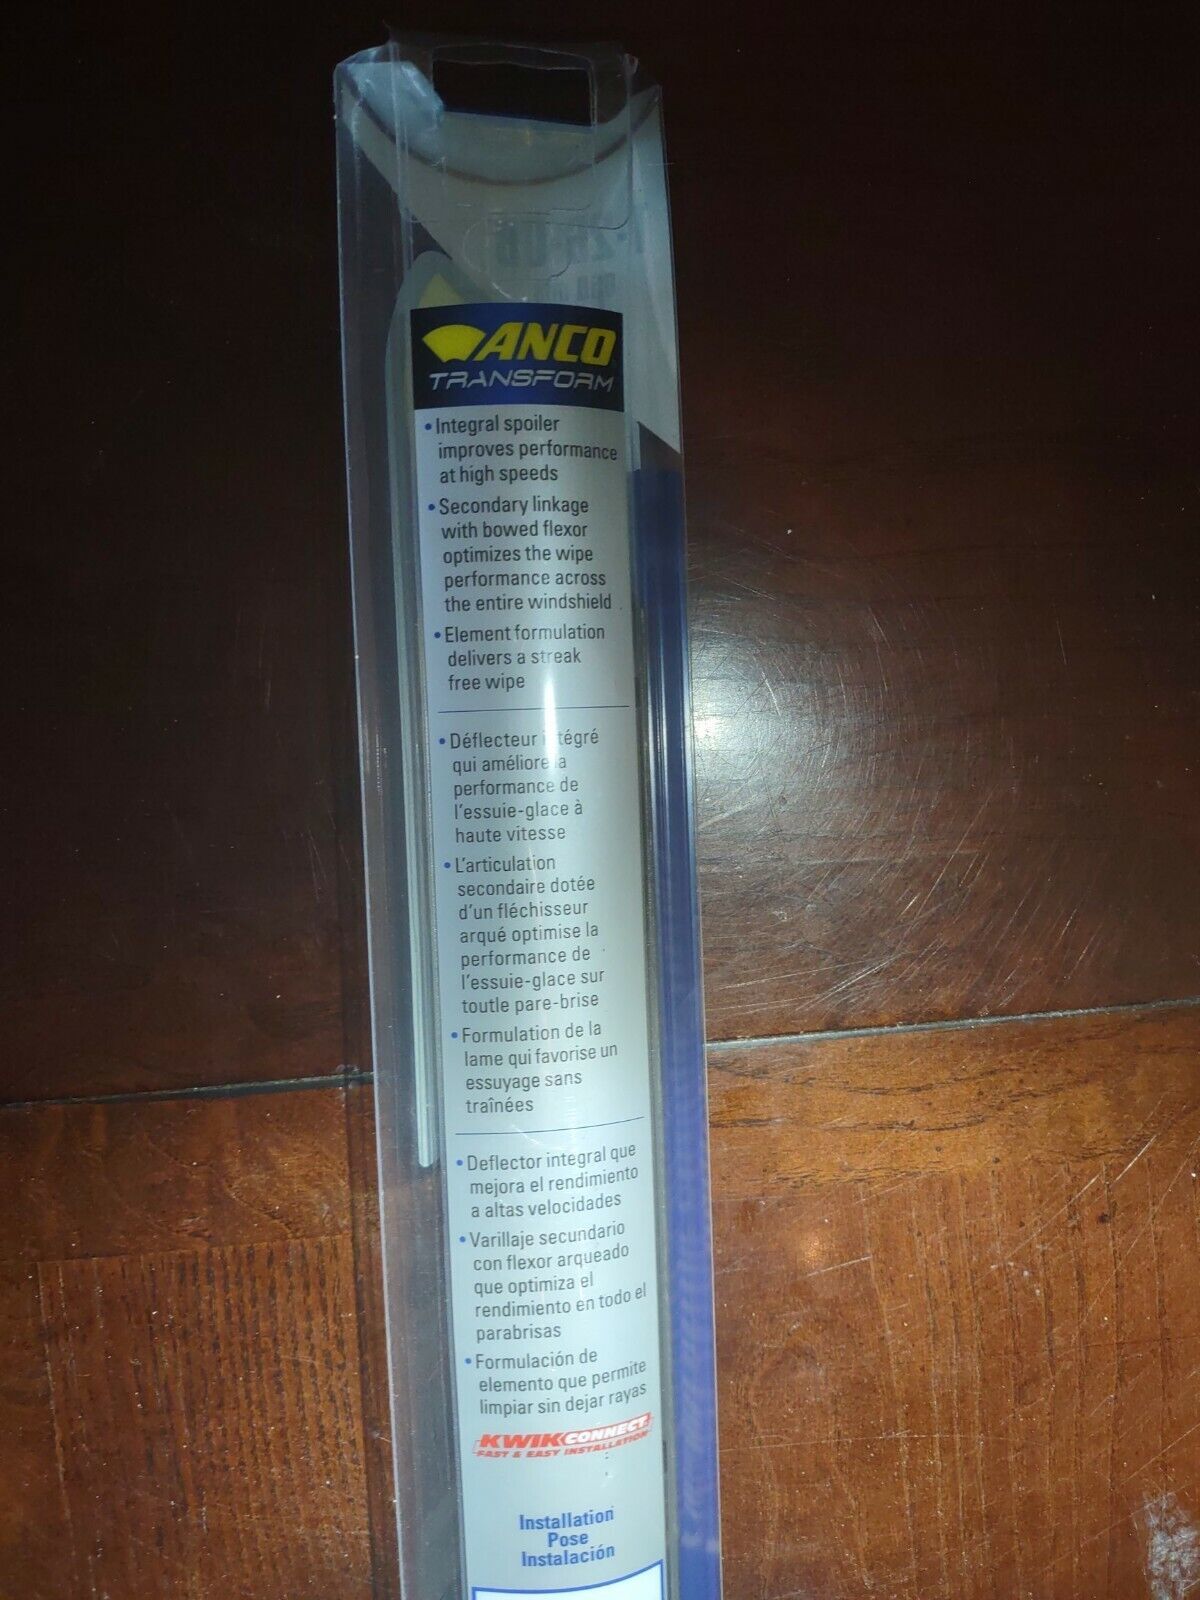 ANCO
TRANSFORM
• Integral spoiler
improves performance
at high speeds
• Secondary linkage
with bowed flexor
optimizes the wipe
performance across
the entire windshield
• Element formulation
delivers a streak
free wipe
• Déflecteur intégré
qui améliore la
performance de
l'essuie-glace à
haute vitesse
• L'articulation
secondaire dotée
d'un fléchisseur
arqué optimise la
performance de
l'essuie-glace sur
toutle pare-brise
• Formulation de la
lame qui favorise un
essuyage sans
traînées
• Deflector integral que
mejora el rendimiento
a altas velocidades
• Varillaje secundario
con flexor arqueado
que optimiza el
rendimiento en todo el
parabrisas
• Formulación de
elemento que permite
limpiar sin dejar rayas
KWIKCONNECT
FAST & EASY INSTALLATION
Installation
Pose
Instalación